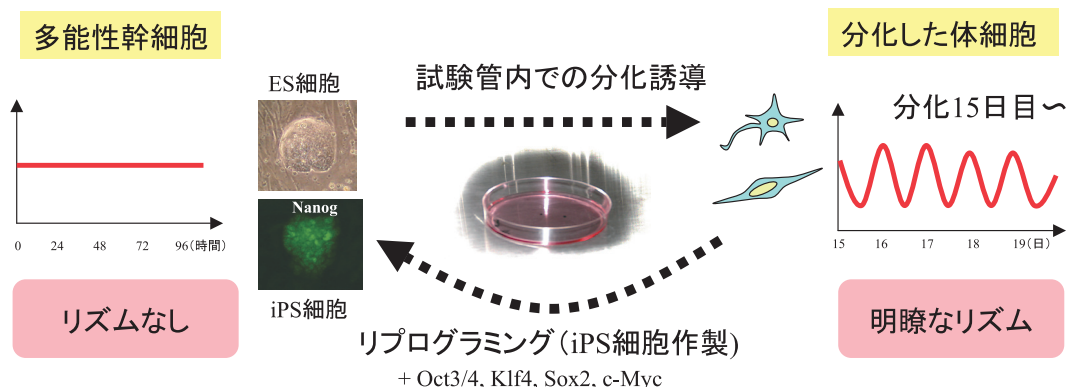 多能性幹細胞
分化した体細胞
ES細胞
試験管内での分化誘導
分化15日目〜
Nanog
0 24 48 72 96(時間)
15 16 17 18 19(日)
リズムなし
iPS細胞
明瞭なリズム
リプログラミング(iPS細胞作製)
+ Oct3/4, Klf4, Sox2, c-Myc